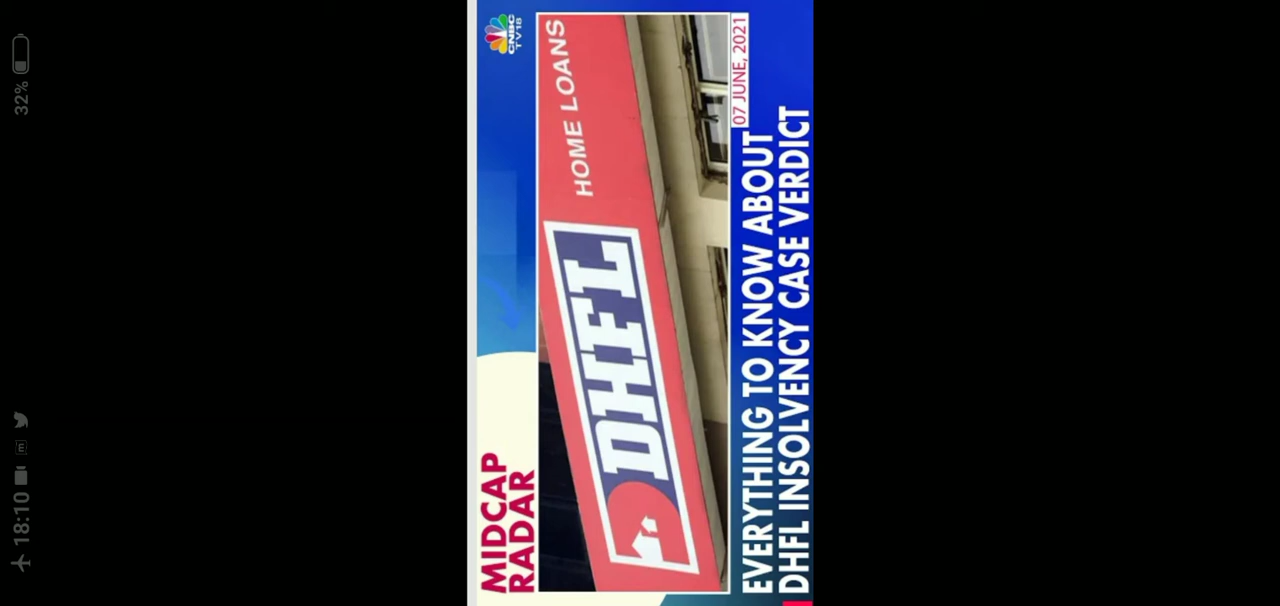 18:10
32%
MIDCAP
RADAR
CNBC
TV18
HOME LOANS
DHFL
07 JUNE, 2021
EVERYTHING TO KNOW ABOUT
DHFL INSOLVENCY CASE VERDICT